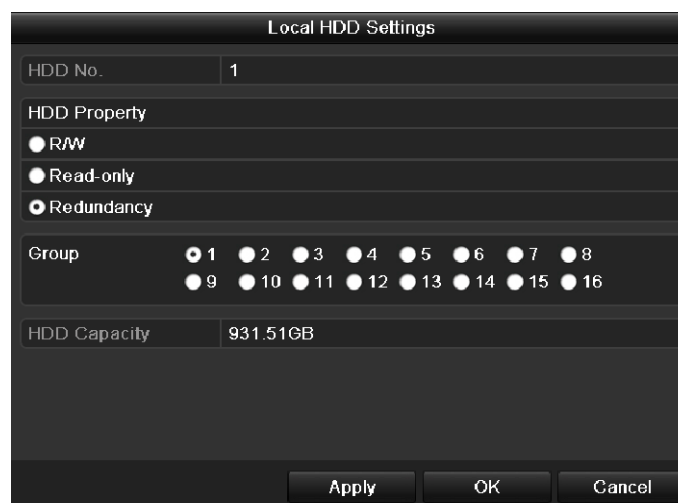 Local HDD Settings
HDD No. 1
HDD Property
R/W
Read-only
Redundancy
Group 1 2 3 4 5 6 7 8
9 10 11 12 13 14 15 16
HDD Capacity 931.51GB
Apply OK Cancel